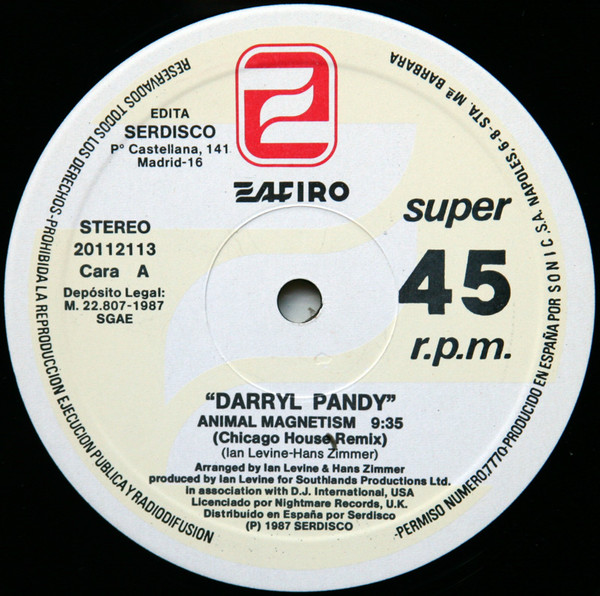 EDITA
SERDISCO
Pº Castellana, 141
Madrid-16
ZAFIRO
STEREO
20112113
Cara A
Depósito Legal:
M. 22.807-1987
SGAE
super
45
r.p.m.
"DARRYL PANDY"
ANIMAL MAGNETISM 9:35
(Chicago House Remix)
(Ian Levine-Hans Zimmer)
Arranged by Ian Levine & Hans Zimmer
produced by Ian Levine for Southlands Productions Ltd.
in association with D.J. International, USA
Licenciado por Nightmare Records, U.K.
Distribuído en España por Serdisco
(P) 1987 SERDISCO
RESERVADOS TODOS LOS DERECHOS-PROHIBIDA LA REPRODUCCION EJECUCION PUBLICA Y RADIODIFUSION
-PERMISO NUMERO:7770-PRODUCIDO EN ESPAÑA POR SONIC S.A. NAPOLES, 6-8-STA. Mª BARBARA